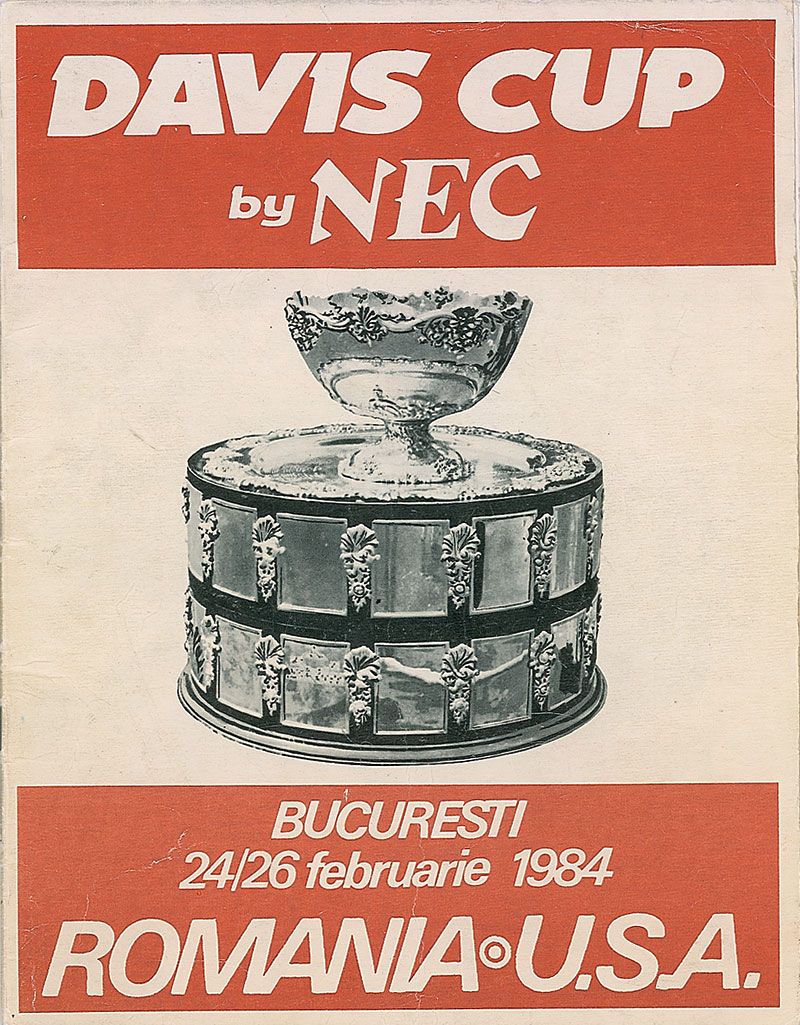 DAVIS CUP
by NEC
BUCURESTI
24/26 februarie 1984
ROMANIA U.S.A.